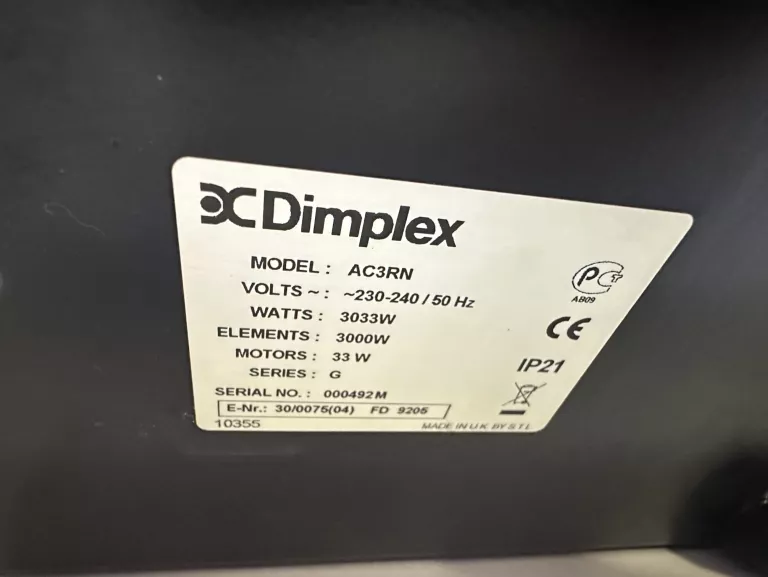 Dimplex
MODEL : AC3RN
VOLTS ~ : ~230-240 / 50 Hz
WATTS : 3033W
ELEMENTS : 3000W
MOTORS : 33 W
SERIES : G
SERIAL NO. : 000492M
E-Nr.: 30/0075(04) FD 9205
10355
MADE IN U.K. BY S.T.L.
AB09
CE
IP21